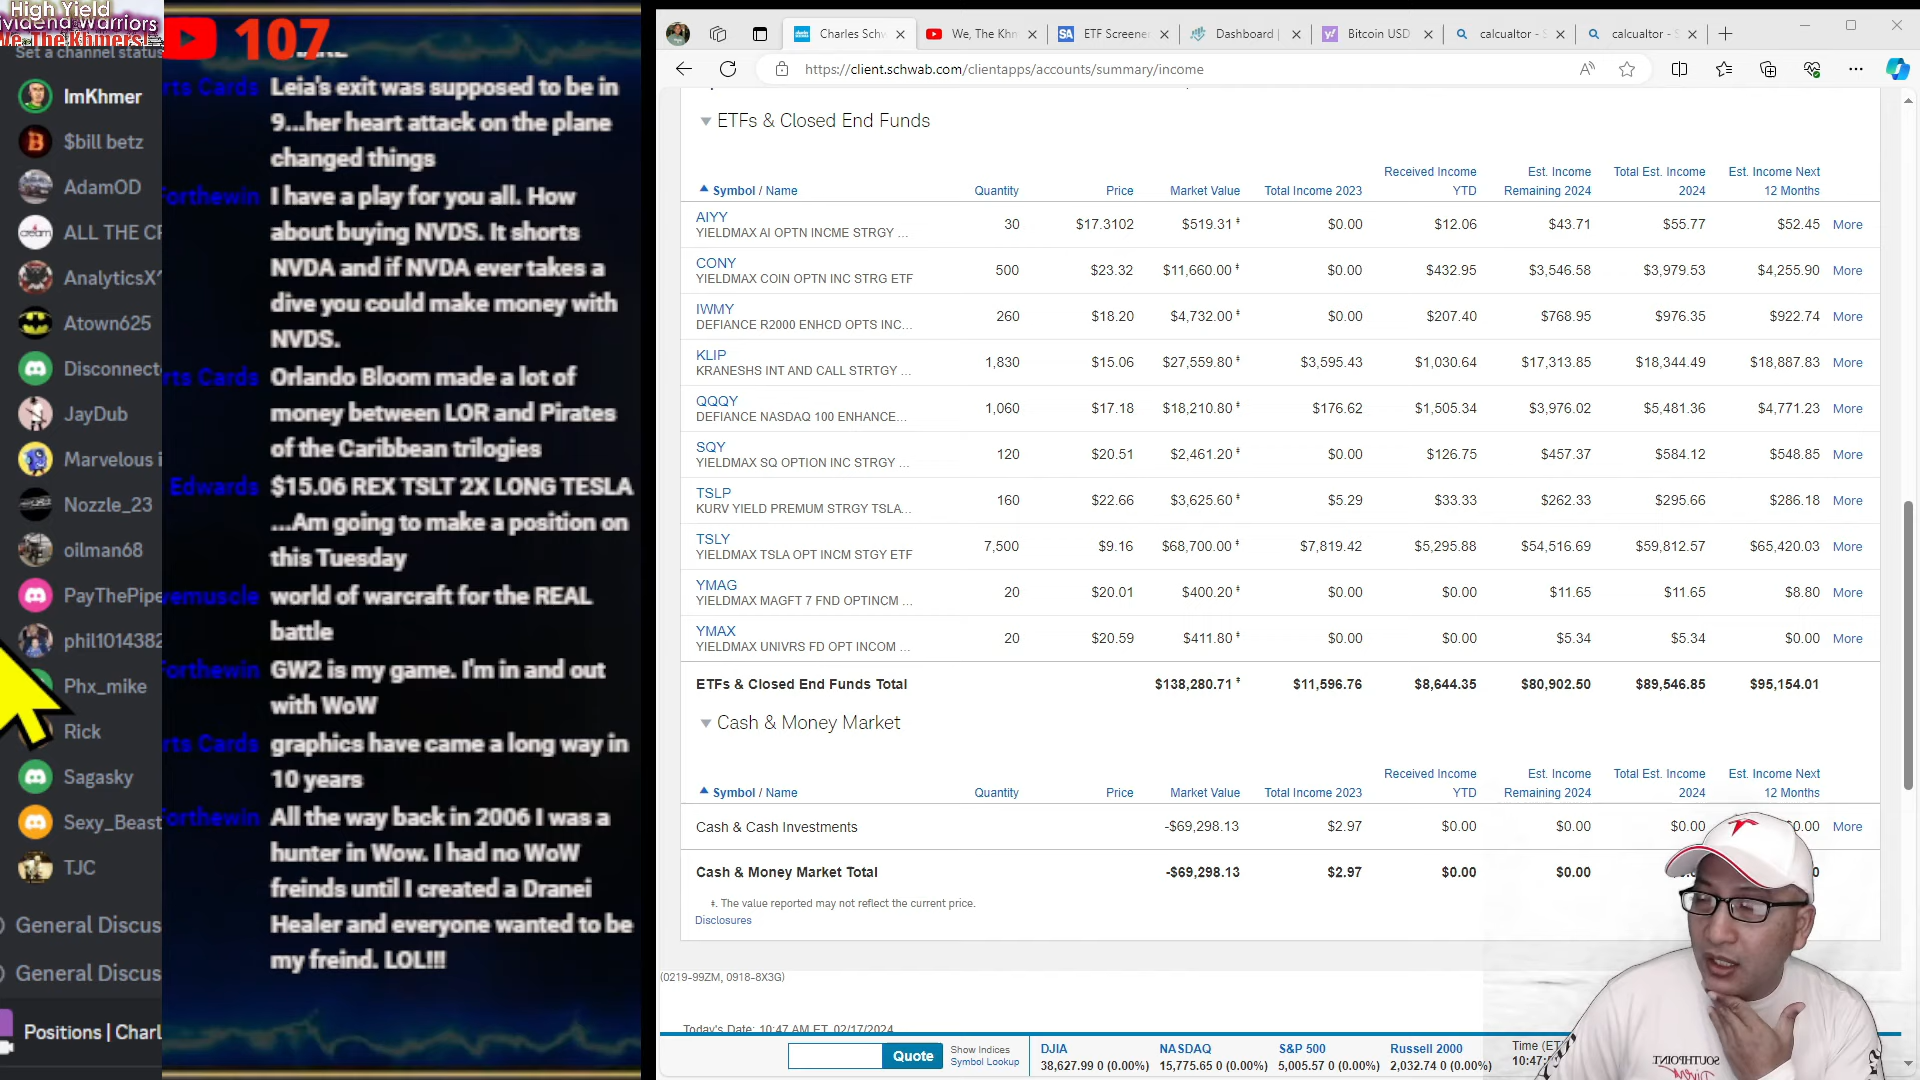 High Yield
Dividend Warriors
We, The Khmers!
Set a channel status
ImKhmer
$bill betz
AdamOD
ALL THE CR
AnalyticsX
Atown625
Disconnect
JayDub
Marvelous i
Nozzle_23
oilman68
PayThePipe
phil1014382
Phx_mike
Rick
Sagasky
Sexy_Beast
TJC
General Discus
General Discus
Positions | Charl
107
rts Cards Leia's exit was supposed to be in
9...her heart attack on the plane
changed things
Forthewin I have a play for you all. How
about buying NVDS. It shorts
NVDA and if NVDA ever takes a
dive you could make money with
NVDS.
rts Cards Orlando Bloom made a lot of
money between LOR and Pirates
of the Caribbean trilogies
Edwards $15.06 REX TSLT 2X LONG TESLA
...Am going to make a position on
this Tuesday
vemuscle world of warcraft for the REAL
battle
Forthewin GW2 is my game. I'm in and out
with WoW
rts Cards graphics have came a long way in
10 years
Forthewin All the way back in 2006 I was a
hunter in Wow. I had no WoW
freinds until I created a Dranei
Healer and everyone wanted to be
my freind. LOL!!!
Charles Schw
We, The Khm
SA ETF Screene
Dashboard |
Bitcoin USD
calcualtor - S
calcualtor - S
https://client.schwab.com/clientapps/accounts/summary/income
ETFs & Closed End Funds
Symbol / Name Quantity Price Market Value Total Income 2023 Received Income YTD Est. Income Remaining 2024 Total Est. Income 2024 Est. Income Next 12 Months
AIYY 30 $17.3102 $519.31 ‡ $0.00 $12.06 $43.71 $55.77 $52.45 More
YIELDMAX AI OPTN INCME STRGY ...
CONY 500 $23.32 $11,660.00 ‡ $0.00 $432.95 $3,546.58 $3,979.53 $4,255.90 More
YIELDMAX COIN OPTN INC STRG ETF
IWMY 260 $18.20 $4,732.00 ‡ $0.00 $207.40 $768.95 $976.35 $922.74 More
DEFIANCE R2000 ENHCD OPTS INC...
KLIP 1,830 $15.06 $27,559.80 ‡ $3,595.43 $1,030.64 $17,313.85 $18,344.49 $18,887.83 More
KRANESHS INT AND CALL STRTGY ...
QQQY 1,060 $17.18 $18,210.80 ‡ $176.62 $1,505.34 $3,976.02 $5,481.36 $4,771.23 More
DEFIANCE NASDAQ 100 ENHANCE...
SQY 120 $20.51 $2,461.20 ‡ $0.00 $126.75 $457.37 $584.12 $548.85 More
YIELDMAX SQ OPTION INC STRGY ...
TSLP 160 $22.66 $3,625.60 ‡ $5.29 $33.33 $262.33 $295.66 $286.18 More
KURV YIELD PREMUM STRGY TSLA...
TSLY 7,500 $9.16 $68,700.00 ‡ $7,819.42 $5,295.88 $54,516.69 $59,812.57 $65,420.03 More
YIELDMAX TSLA OPT INCM STGY ETF
YMAG 20 $20.01 $400.20 ‡ $0.00 $0.00 $11.65 $11.65 $8.80 More
YIELDMAX MAGFT 7 FND OPTINCM ...
YMAX 20 $20.59 $411.80 ‡ $0.00 $0.00 $5.34 $5.34 $0.00 More
YIELDMAX UNIVRS FD OPT INCOM ...
ETFs & Closed End Funds Total $138,280.71 ‡ $11,596.76 $8,644.35 $80,902.50 $89,546.85 $95,154.01
Cash & Money Market
Symbol / Name Quantity Price Market Value Total Income 2023 Received Income YTD Est. Income Remaining 2024 Total Est. Income 2024 Est. Income Next 12 Months
Cash & Cash Investments -$69,298.13 $2.97 $0.00 $0.00 $0.00 $0.00 More
Cash & Money Market Total -$69,298.13 $2.97 $0.00 $0.00
‡. The value reported may not reflect the current price.
Disclosures
(0219-99ZM, 0918-8X3G)
Today's Date: 10:47 AM ET, 02/17/2024
Quote
Show Indices
Symbol Lookup
DJIA
38,627.99 0 (0.00%)
NASDAQ
15,775.65 0 (0.00%)
S&P 500
5,005.57 0 (0.00%)
Russell 2000
2,032.74 0 (0.00%)
Time (ET
10:47
SOUTHPOINT